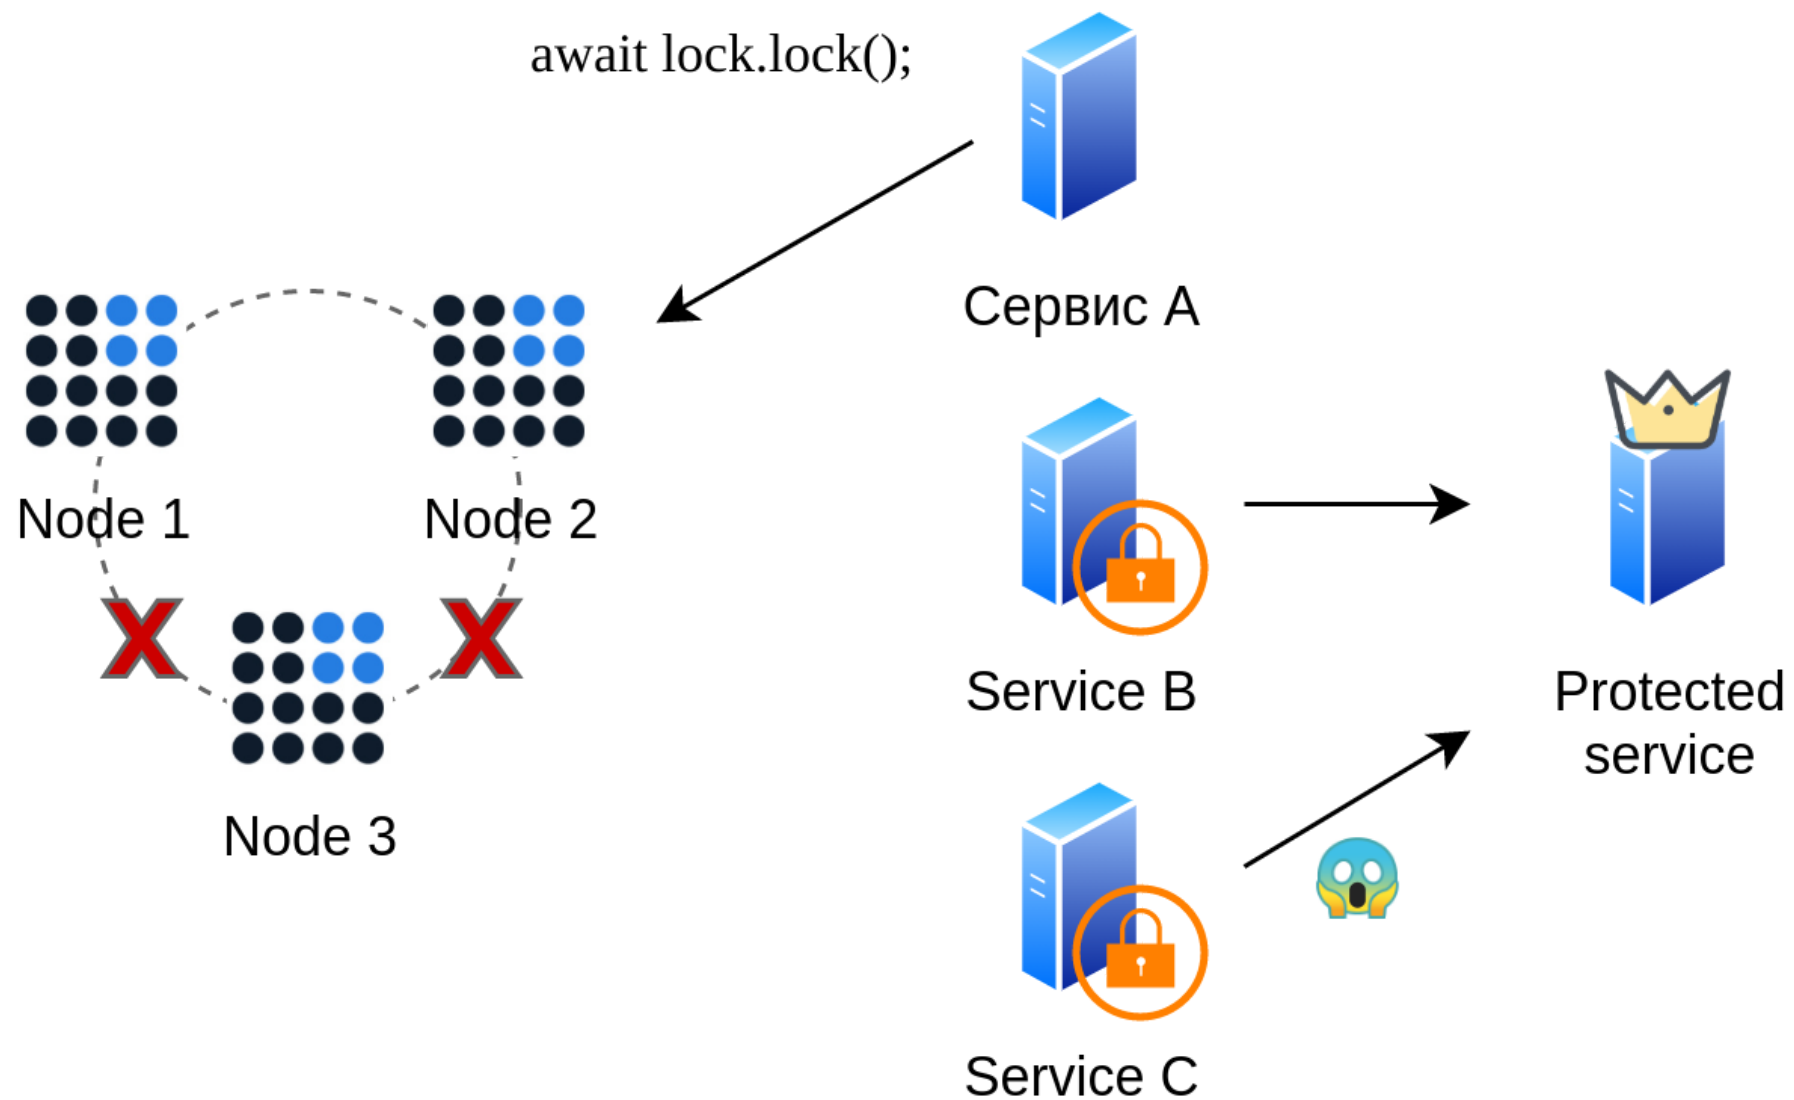 await lock.lock();
Сервис А
Node 1
Node 2
Service B
Protected
service
Node 3
Service C